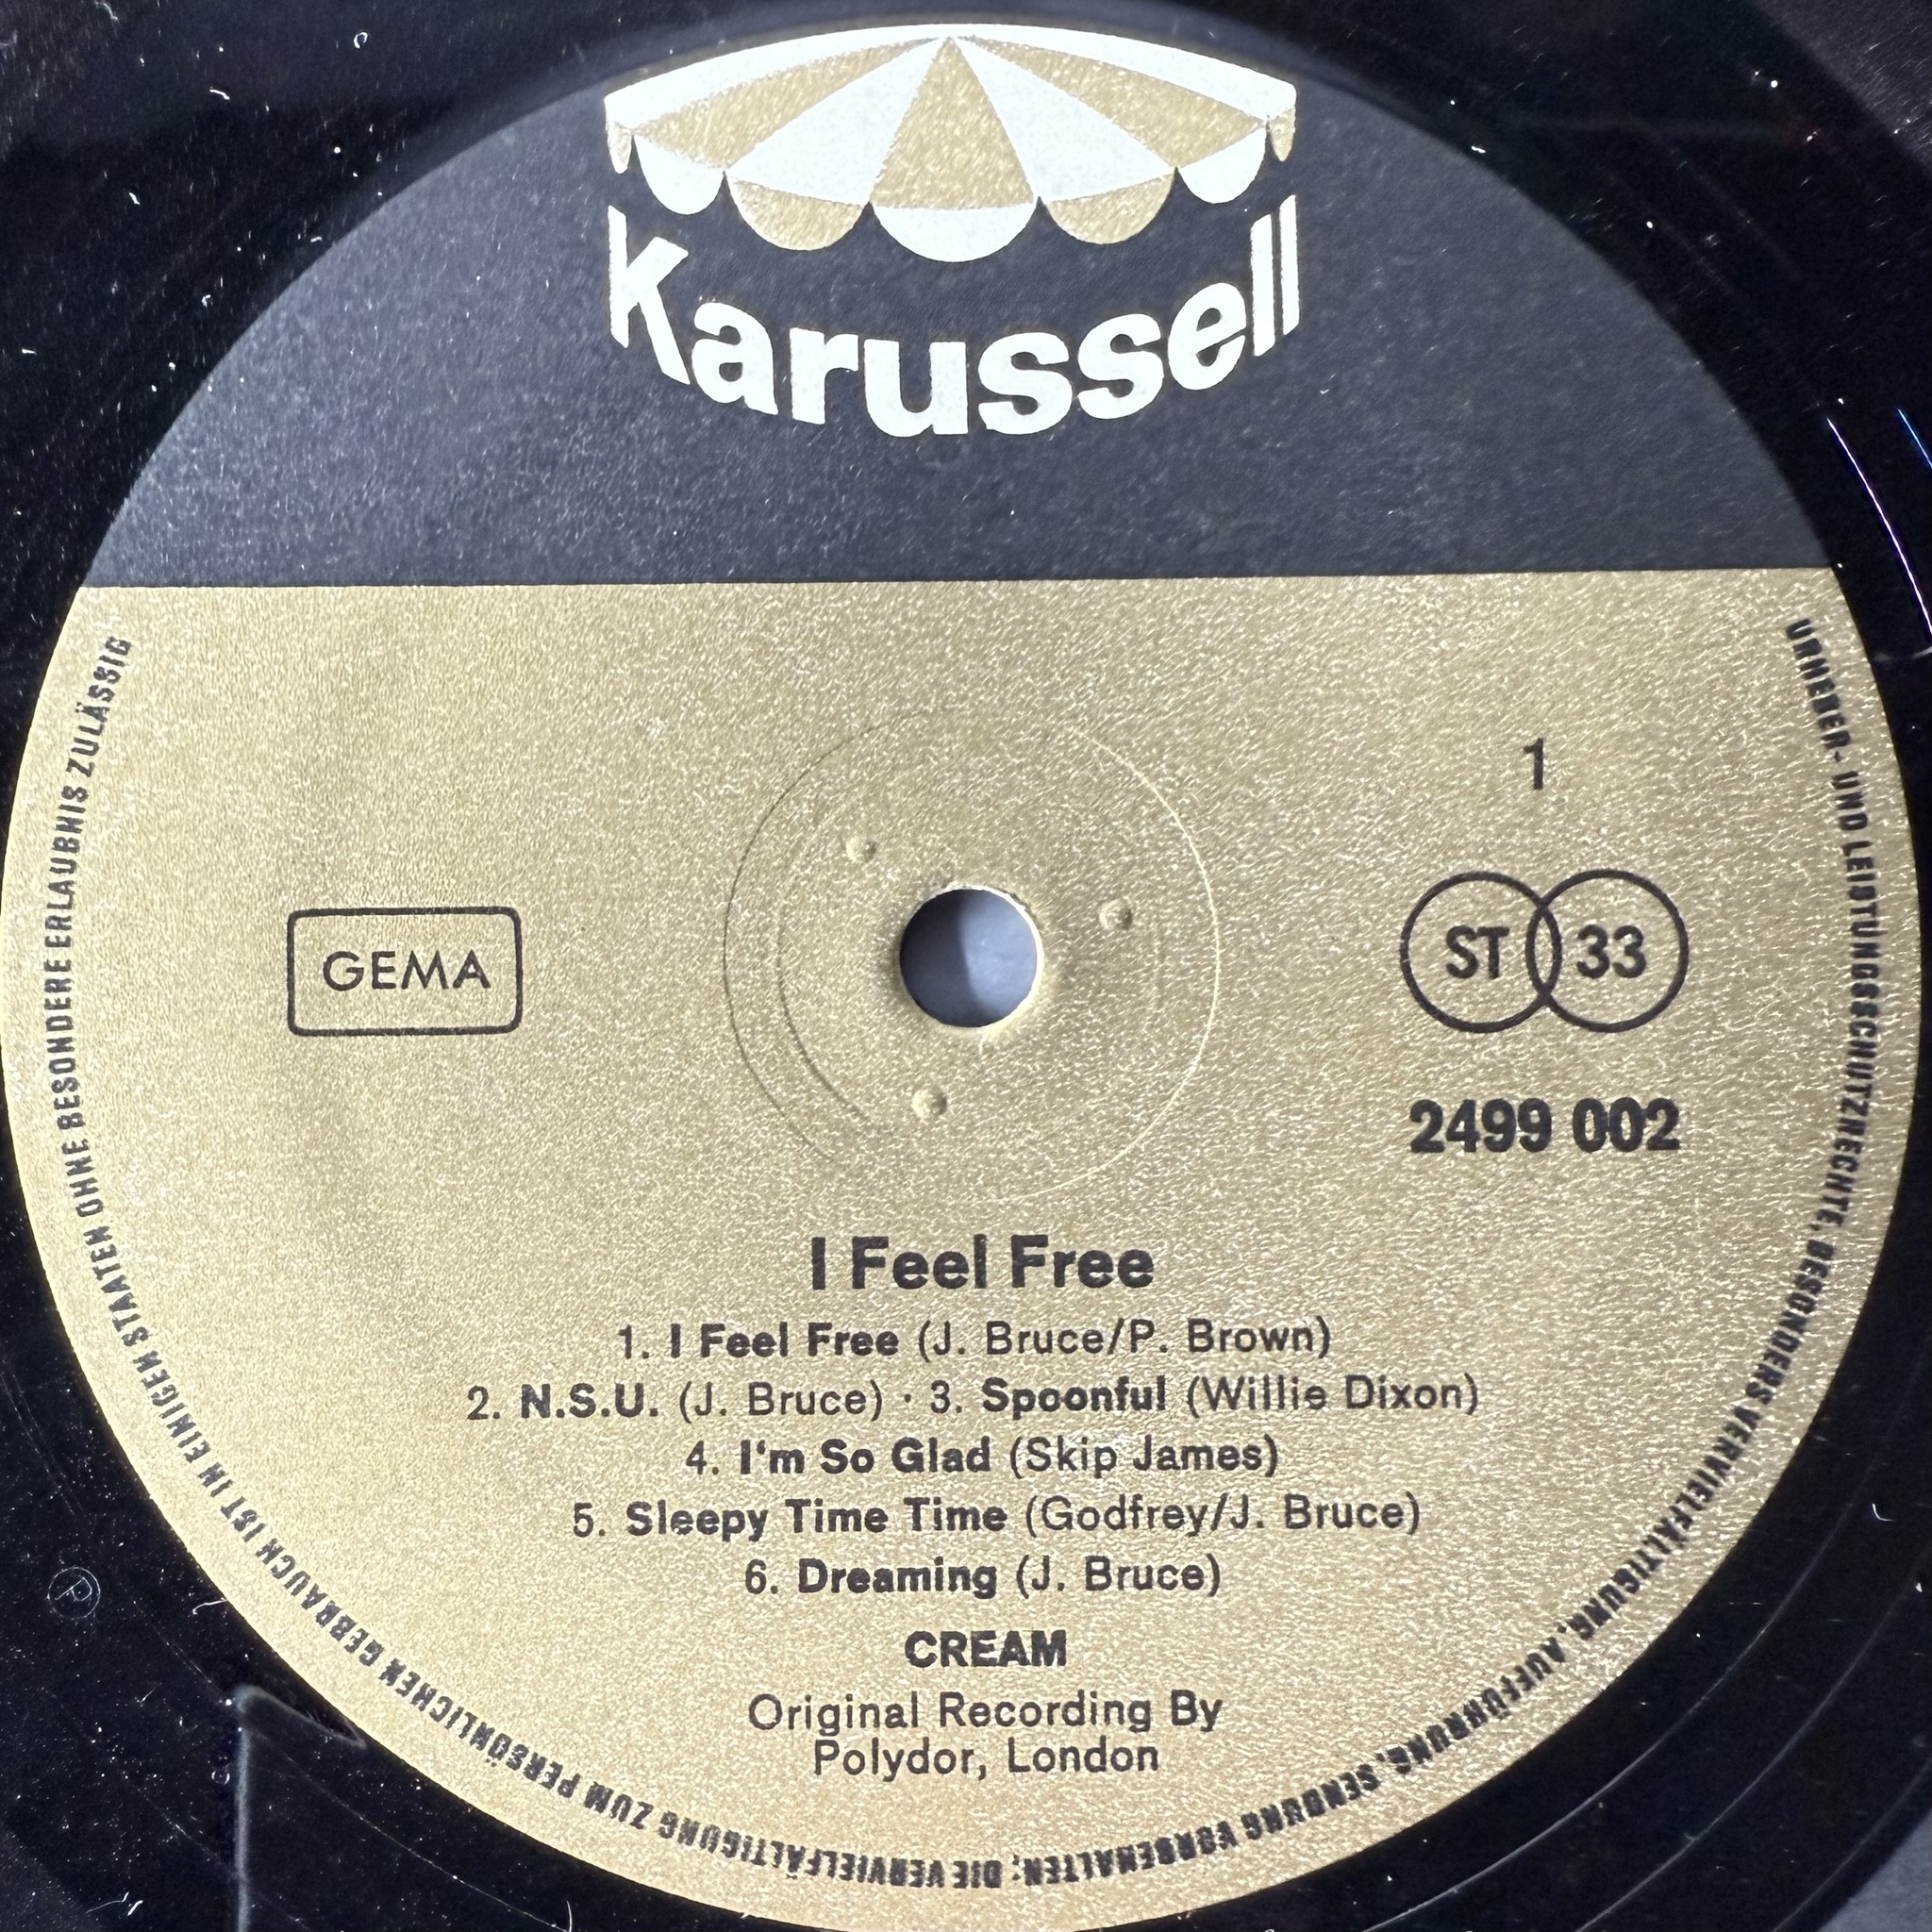 Karussell
1
GEMA
ST 33
2499 002
I Feel Free
1. I Feel Free (J. Bruce/P. Brown)
2. N.S.U. (J. Bruce) · 3. Spoonful (Willie Dixon)
4. I'm So Glad (Skip James)
5. Sleepy Time Time (Godfrey/J. Bruce)
6. Dreaming (J. Bruce)
CREAM
Original Recording By
Polydor, London
URHEBER- UND LEISTUNGSSCHUTZRECHTE, BESONDERS VERVIELFÄLTIGUNG, AUFFÜHRUNG, SENDUNG VORBEHALTEN; DIE VERVIELFÄLTIGUNG ZUM PERSÖNLICHEN GEBRAUCH IST IN EINIGEN STAATEN OHNE BESONDERE ERLAUBNIS ZULÄSSIG
Ⓟ